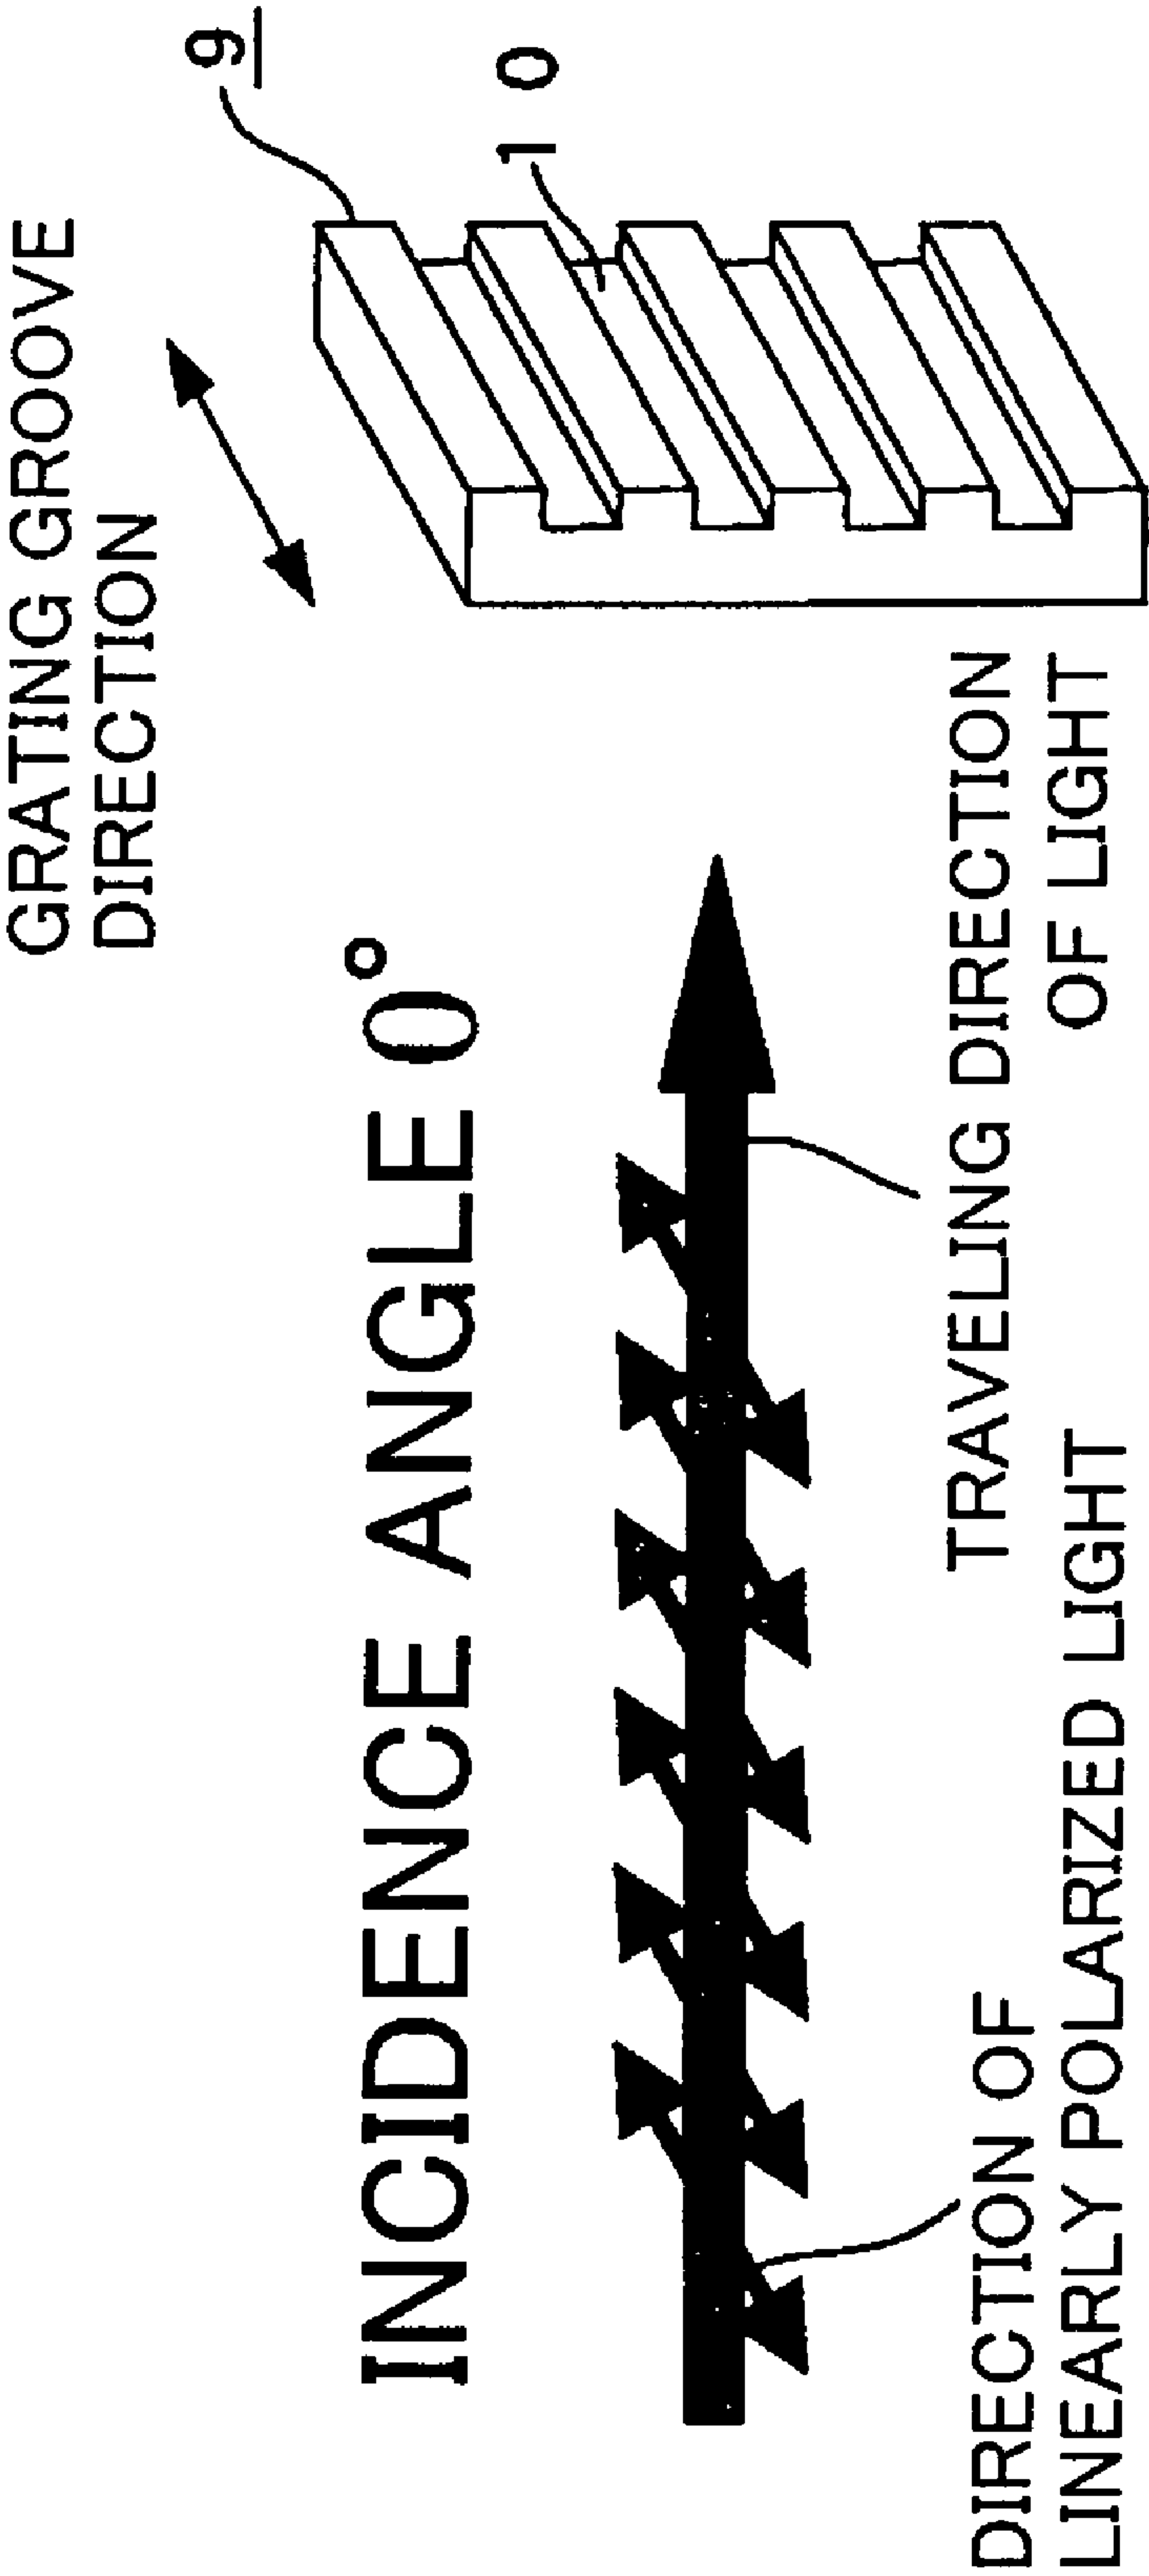 GRATING GROOVE
DIRECTION
9
10
INCIDENCE ANGLE 0°
TRAVELING DIRECTION
OF LIGHT
DIRECTION OF
LINEARLY POLARIZED LIGHT